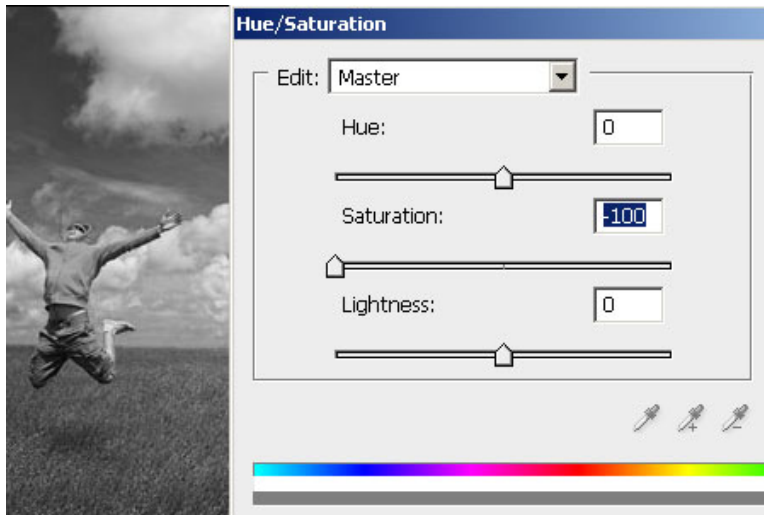 Hue/Saturation
Edit: Master
Hue: 0
Saturation: -100
Lightness: 0